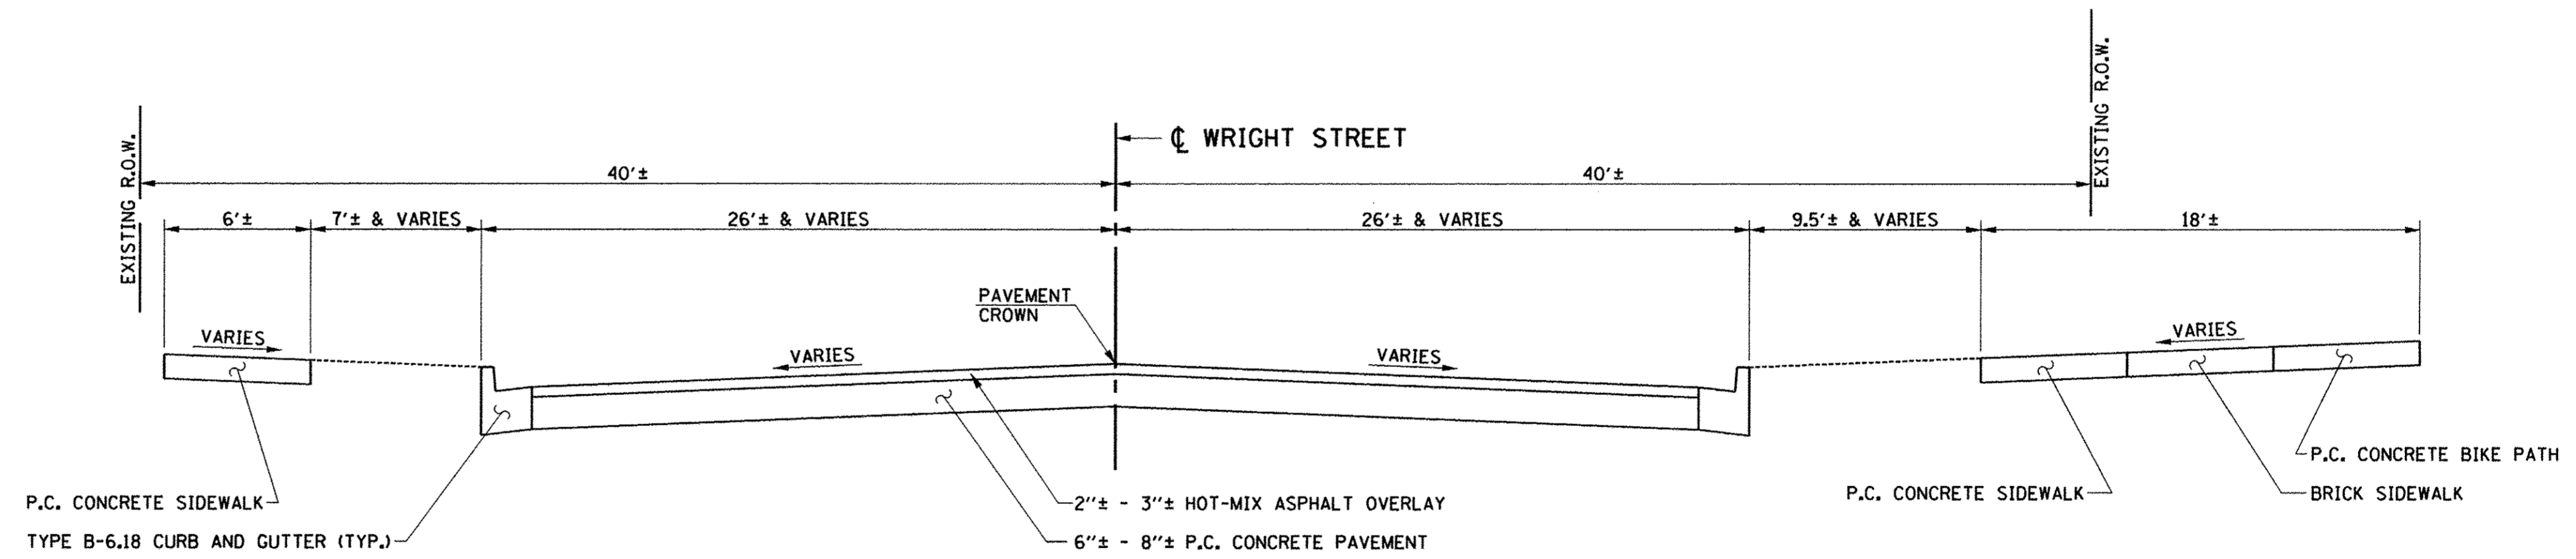 EXISTING R.O.W.
EXISTING R.O.W.
℄ WRIGHT STREET
40'±
40'±
6'±
7'± & VARIES
26'± & VARIES
26'± & VARIES
9.5'± & VARIES
18'±
PAVEMENT
CROWN
VARIES
VARIES
VARIES
VARIES
P.C. CONCRETE SIDEWALK
TYPE B-6.18 CURB AND GUTTER (TYP.)
2"± - 3"± HOT-MIX ASPHALT OVERLAY
6"± - 8"± P.C. CONCRETE PAVEMENT
P.C. CONCRETE SIDEWALK
P.C. CONCRETE BIKE PATH
BRICK SIDEWALK